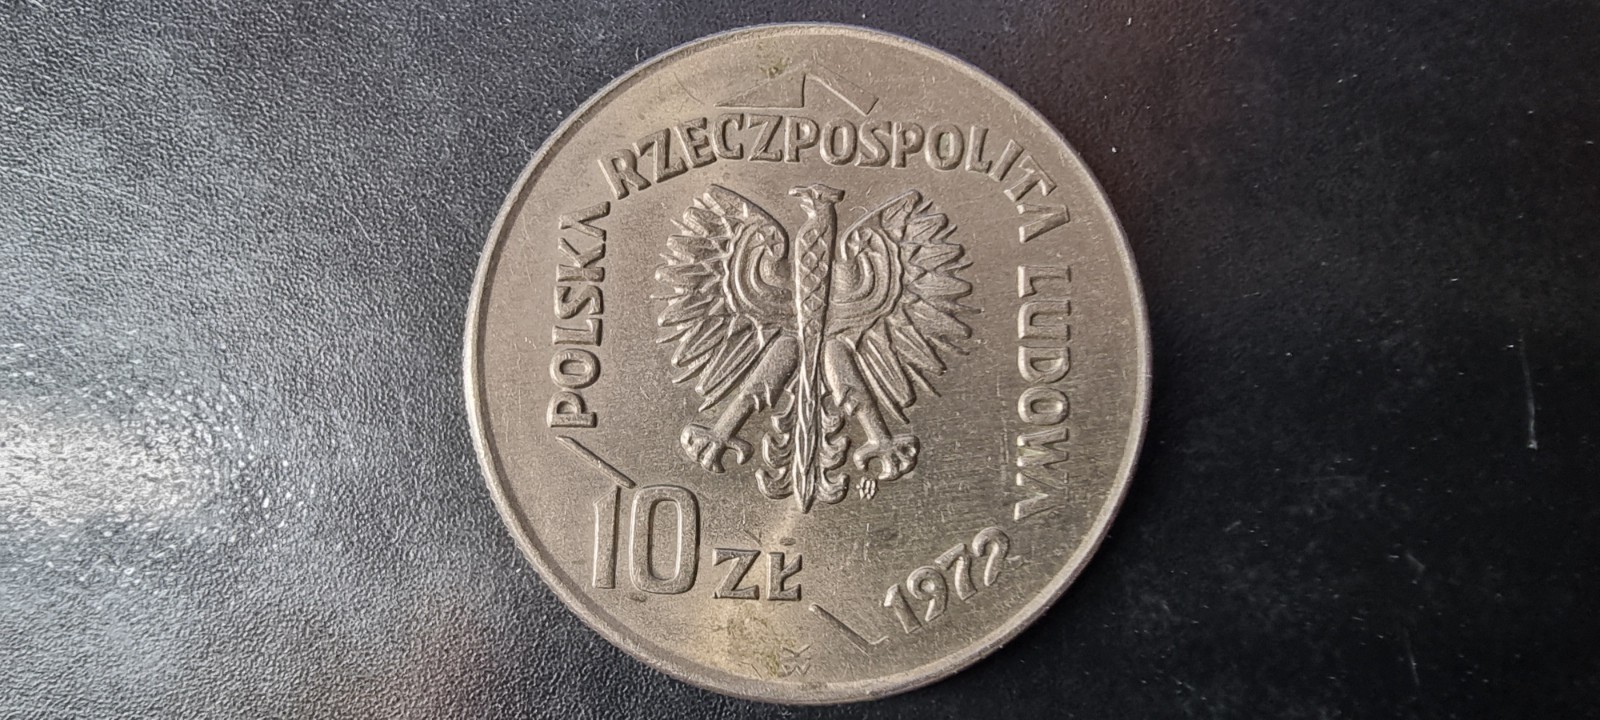 POLSKA RZECZPOSPOLITA LUDOWA
10 ZŁ
1972